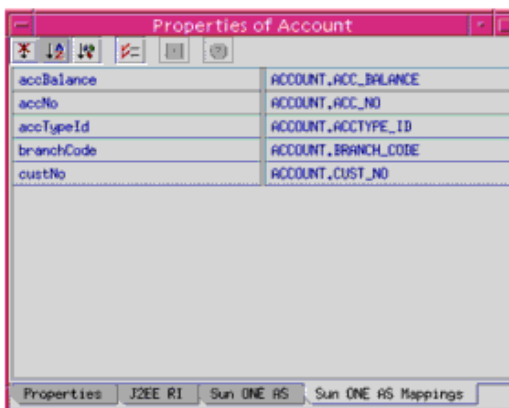 Properties of Account
accBalance ACCOUNT.ACC_BALANCE
accNo ACCOUNT.ACC_NO
accTypeId ACCOUNT.ACCTYPE_ID
branchCode ACCOUNT.BRANCH_CODE
custNo ACCOUNT.CUST_NO
Properties J2EE RI Sun ONE AS Sun ONE AS Mappings